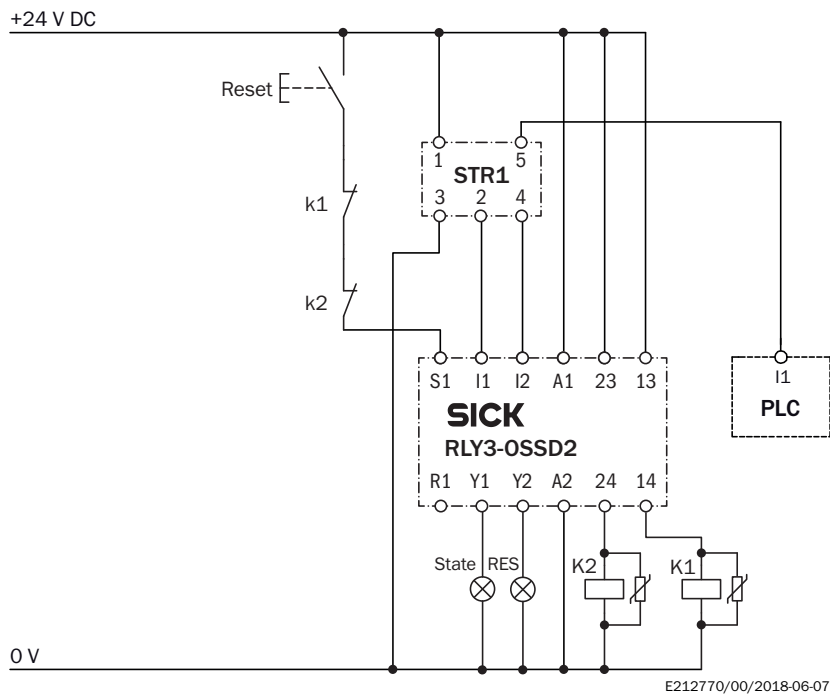 +24 V DC
Reset
1 5
STR1
3 2 4
k1
k2
S1 I1 I2 A1 23 13
I1
PLC
SICK
RLY3-OSSD2
R1 Y1 Y2 A2 24 14
State RES K2 K1
0 V
E212770/00/2018-06-07